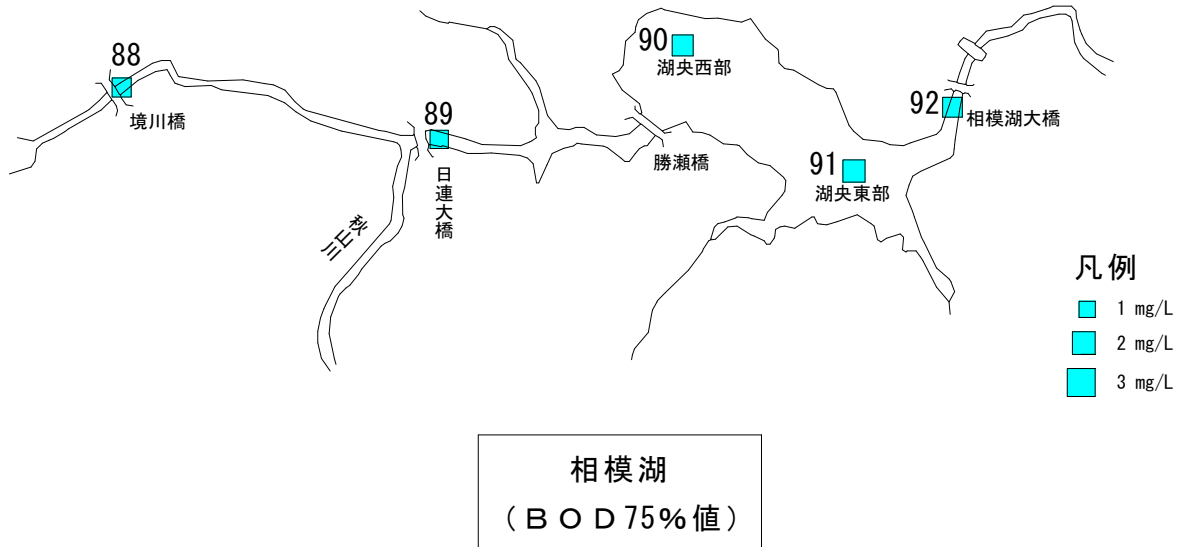 88
境川橋
89
日連大橋
秋山川
90
湖央西部
勝瀬橋
91
湖央東部
92
相模湖大橋
凡例
1 mg/L
2 mg/L
3 mg/L
相模湖
（ＢＯＤ75%値）